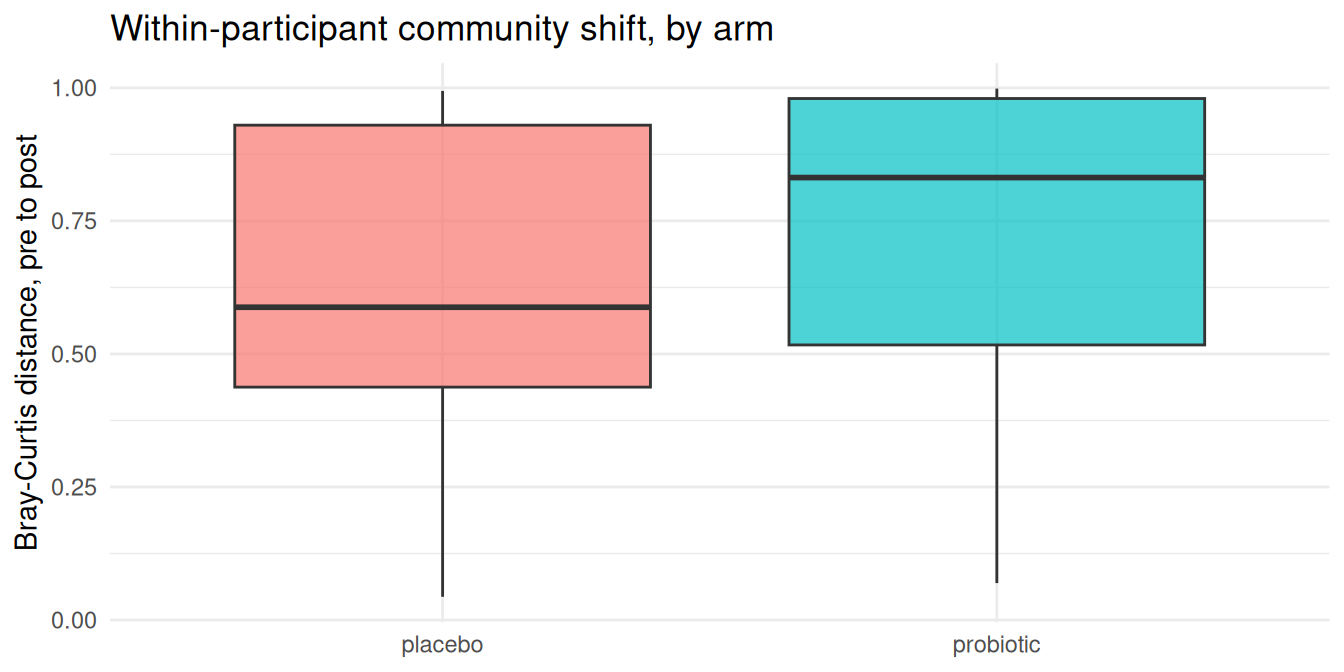 Within-participant community shift, by arm
Bray-Curtis distance, pre to post
1.00
0.75
0.50
0.25
0.00
placebo
probiotic